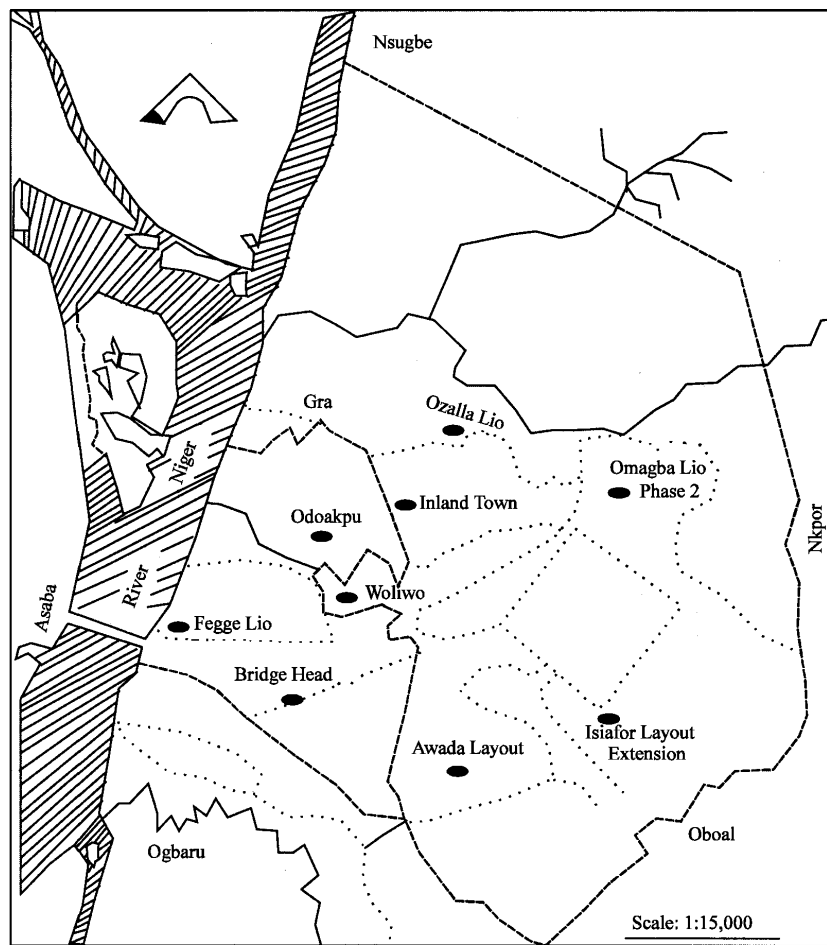 Nsugbe
Gra
Ozalla Lio
Omagba Lio
Phase 2
Niger
Inland Town
Odoakpu
Nkpor
River
Asaba
Woliwo
Fegge Lio
Bridge Head
Isiafor Layout
Extension
Awada Layout
Oboal
Ogbaru
Scale: 1:15,000